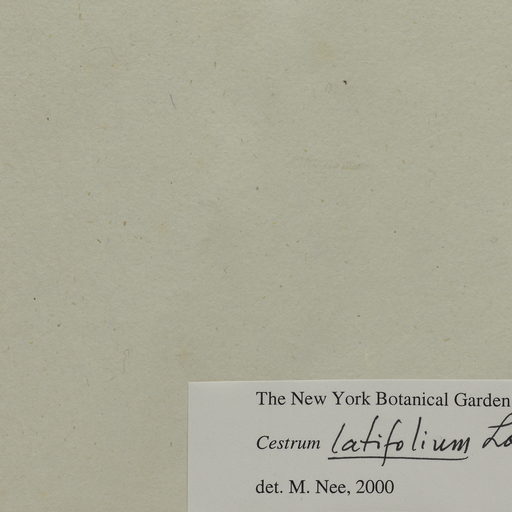 The New York Botanical Garden
Cestrum latifolium
det. M. Nee, 2000